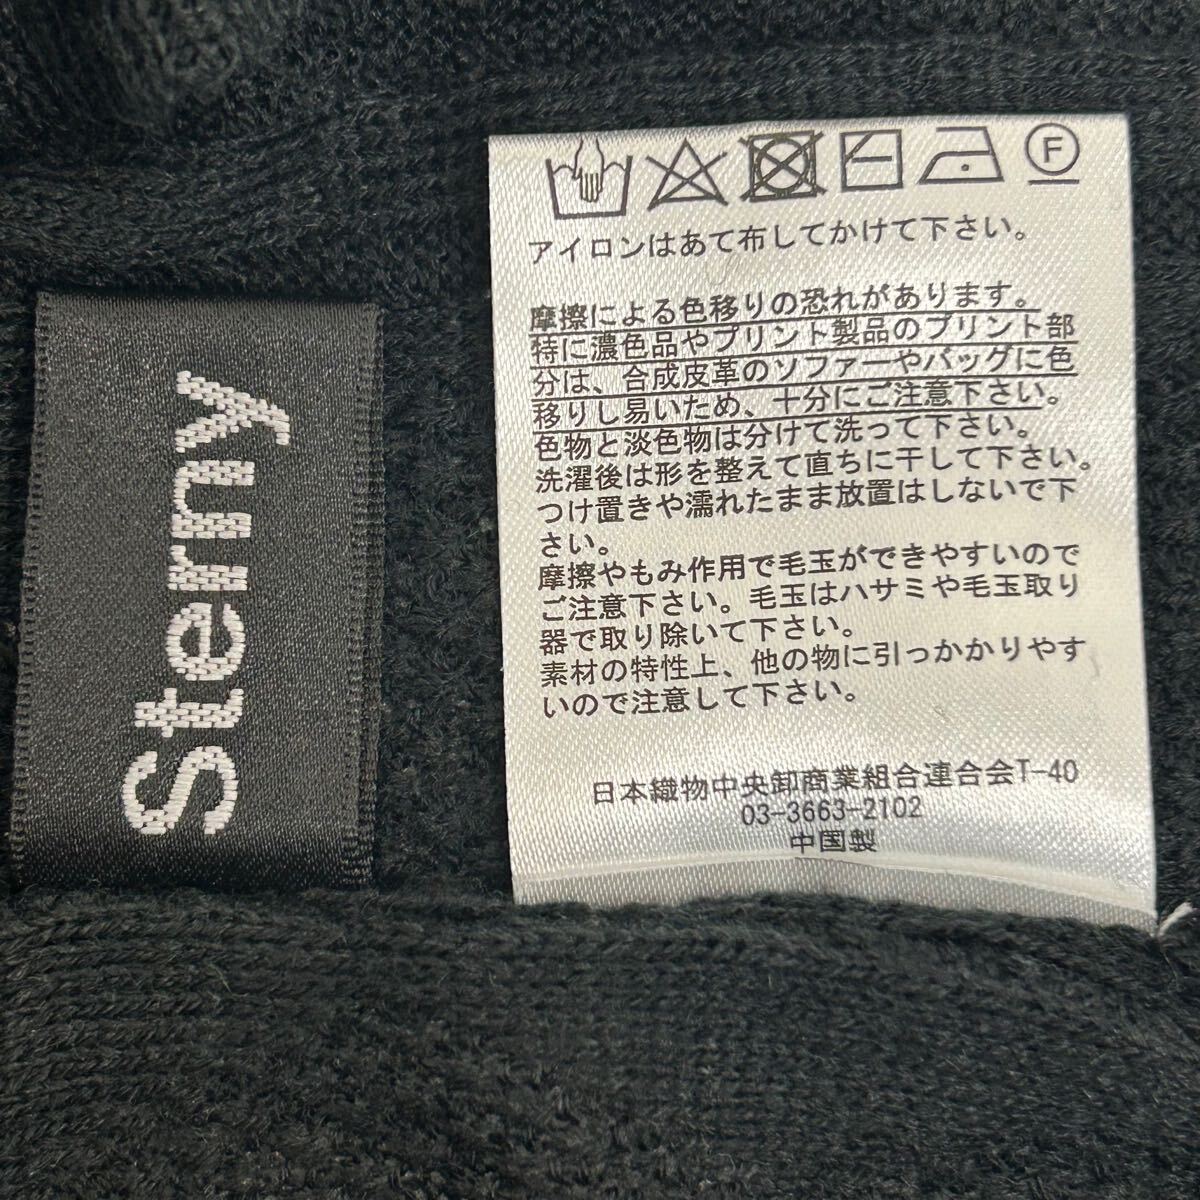 Sterny
F
アイロンはあて布してかけて下さい。
摩擦による色移りの恐れがあります。
特に濃色品やプリント製品のプリント部
分は、合成皮革のソファーやバッグに色
移りし易いため、十分にご注意下さい。
色物と淡色物は分けて洗って下さい。
洗濯後は形を整えて直ちに干して下さい。
つけ置きや濡れたまま放置はしないで下
さい。
摩擦やもみ作用で毛玉ができやすいので
ご注意下さい。毛玉はハサミや毛玉取り
器で取り除いて下さい。
素材の特性上、他の物に引っかかりやす
いので注意して下さい。
日本織物中央卸商業組合連合会T-40
03-3663-2102
中国製